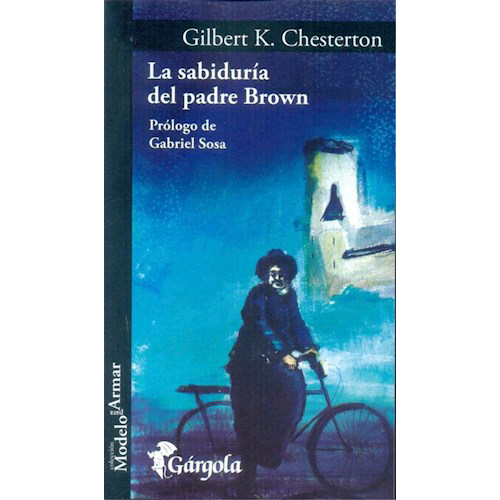 Gilbert K. Chesterton
La sabiduría
del padre Brown
Prólogo de
Gabriel Sosa
colección
Modelo para Armar
Gárgola